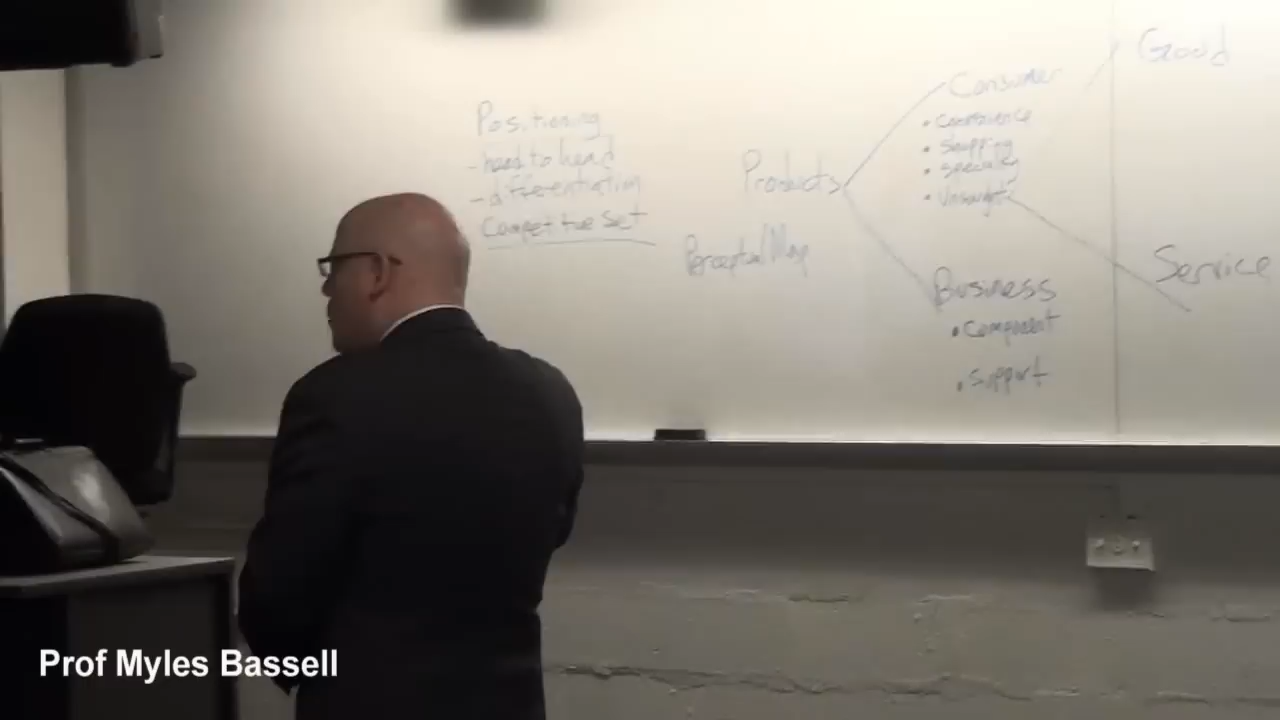 Positioning
- head to head
- differentiating
Competitive Set
Perceptual Map
Products
Consumer
• Convenience
• Shopping
• Specialty
• Unsought
Business
• Component
• Support
Good
Service
Prof Myles Bassell